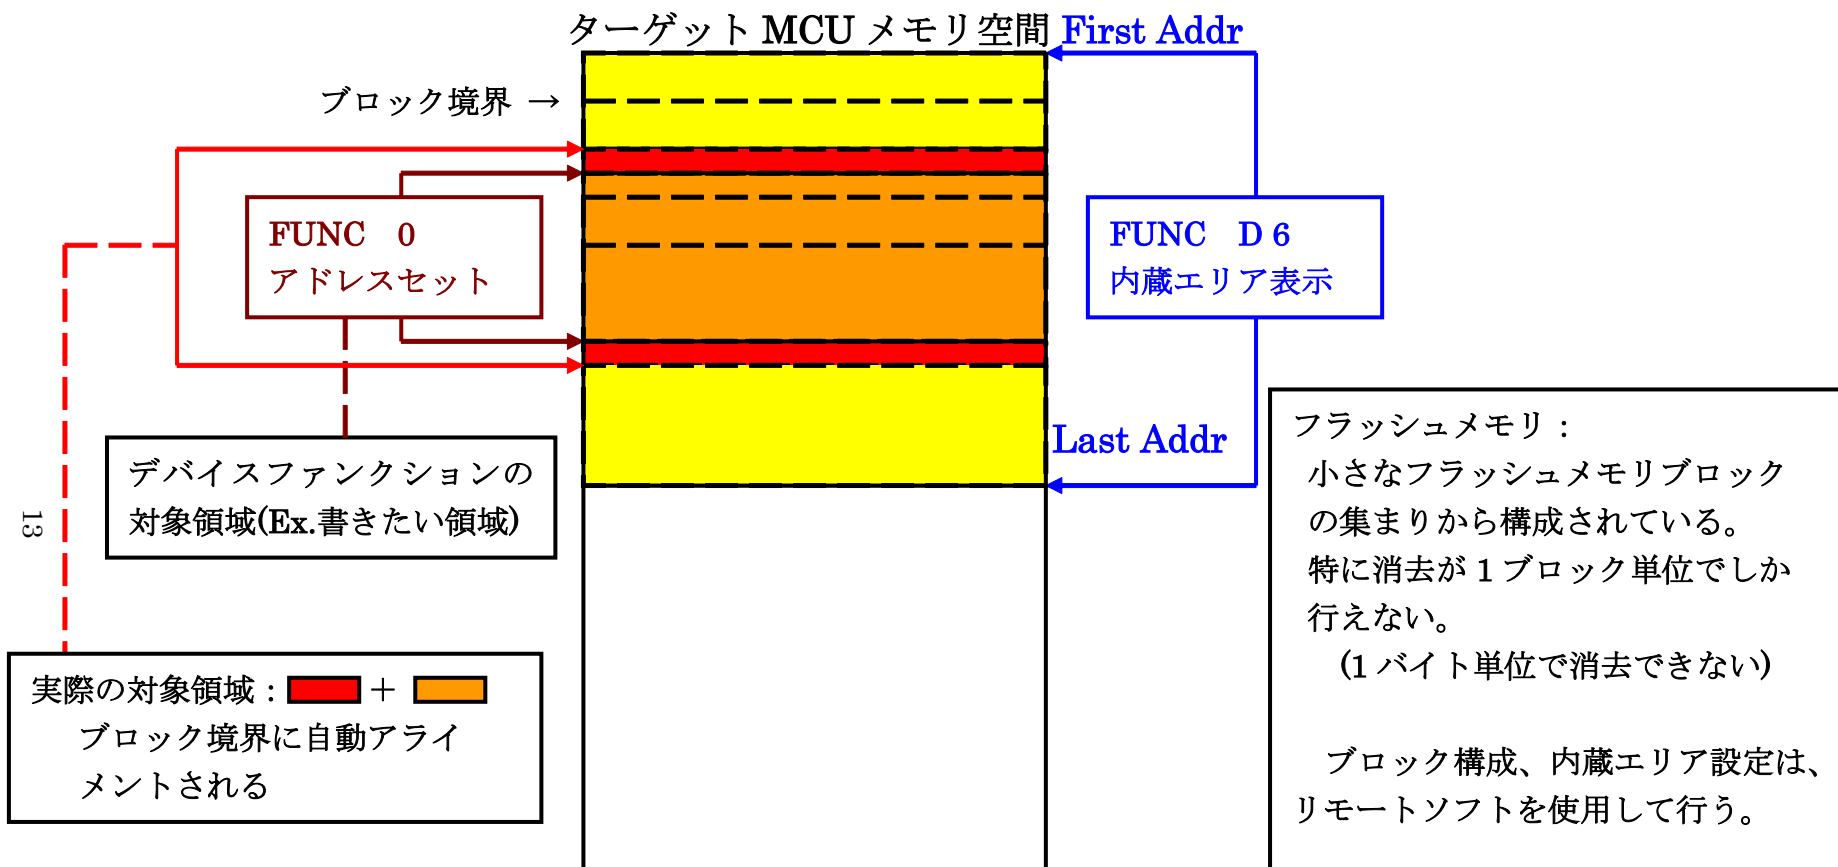 ターゲット MCU メモリ空間
First Addr
ブロック境界 →
FUNC 0
アドレスセット
FUNC D 6
内蔵エリア表示
Last Addr
デバイスファンクションの
対象領域(Ex.書きたい領域)
13
実際の対象領域: +
ブロック境界に自動アライ
メントされる
フラッシュメモリ:
小さなフラッシュメモリブロック
の集まりから構成されている。
特に消去が 1 ブロック単位でしか
行えない。
(1 バイト単位で消去できない)
ブロック構成、内蔵エリア設定は、
リモートソフトを使用して行う。